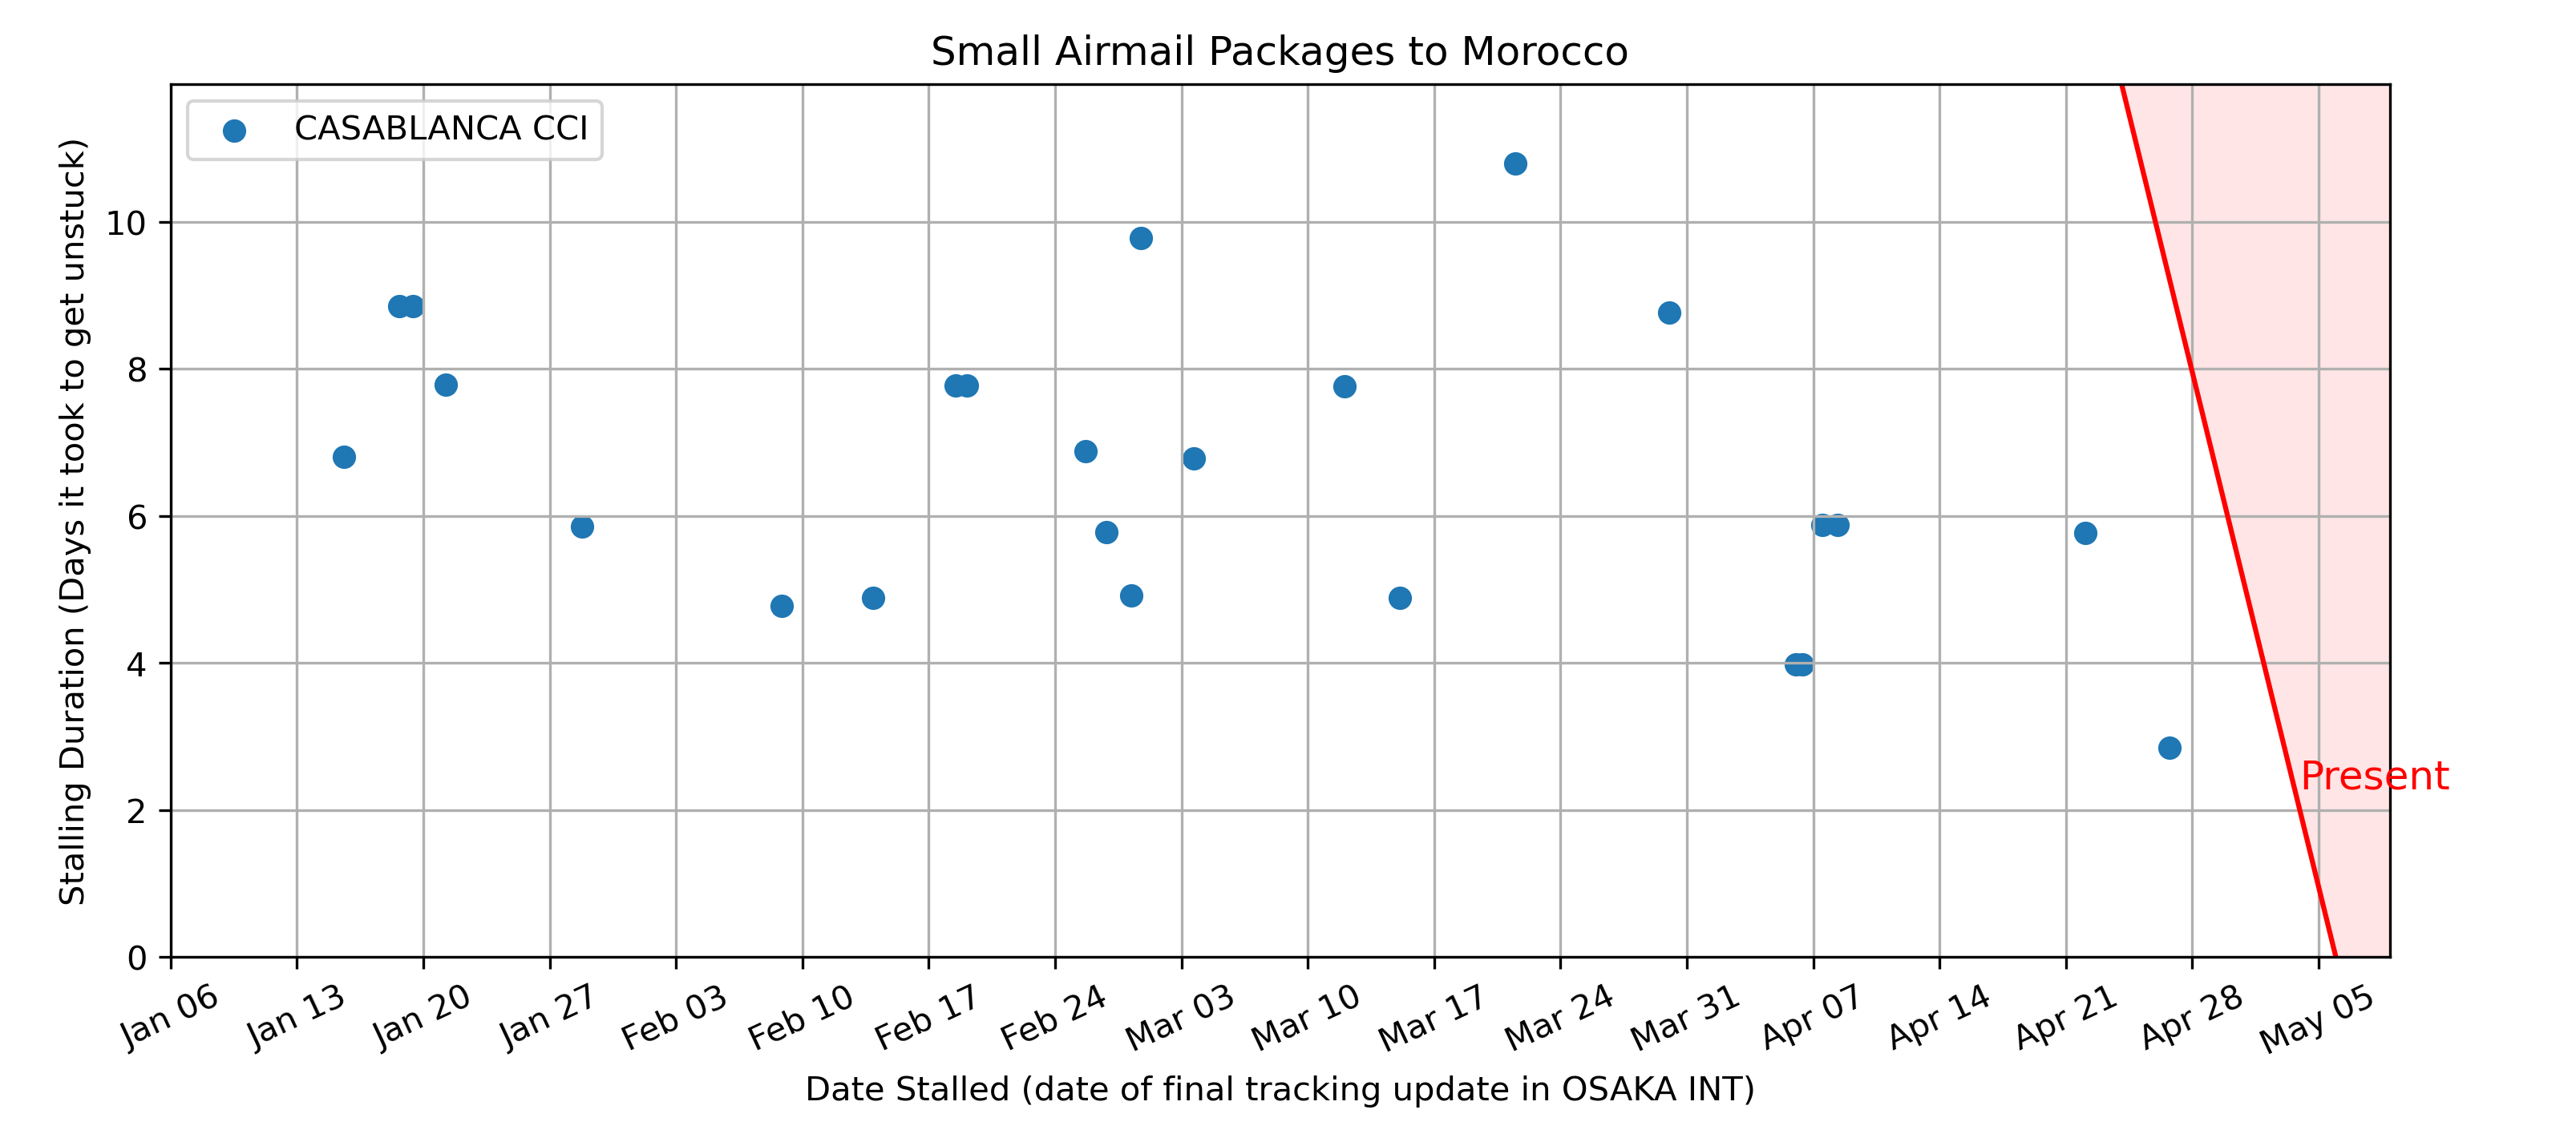 Small Airmail Packages to Morocco
CASABLANCA CCI
Stalling Duration (Days it took to get unstuck)
10
8
6
4
2
0
Present
Jan 06
Jan 13
Jan 20
Jan 27
Feb 03
Feb 10
Feb 17
Feb 24
Mar 03
Mar 10
Mar 17
Mar 24
Mar 31
Apr 07
Apr 14
Apr 21
Apr 28
May 05
Date Stalled (date of final tracking update in OSAKA INT)